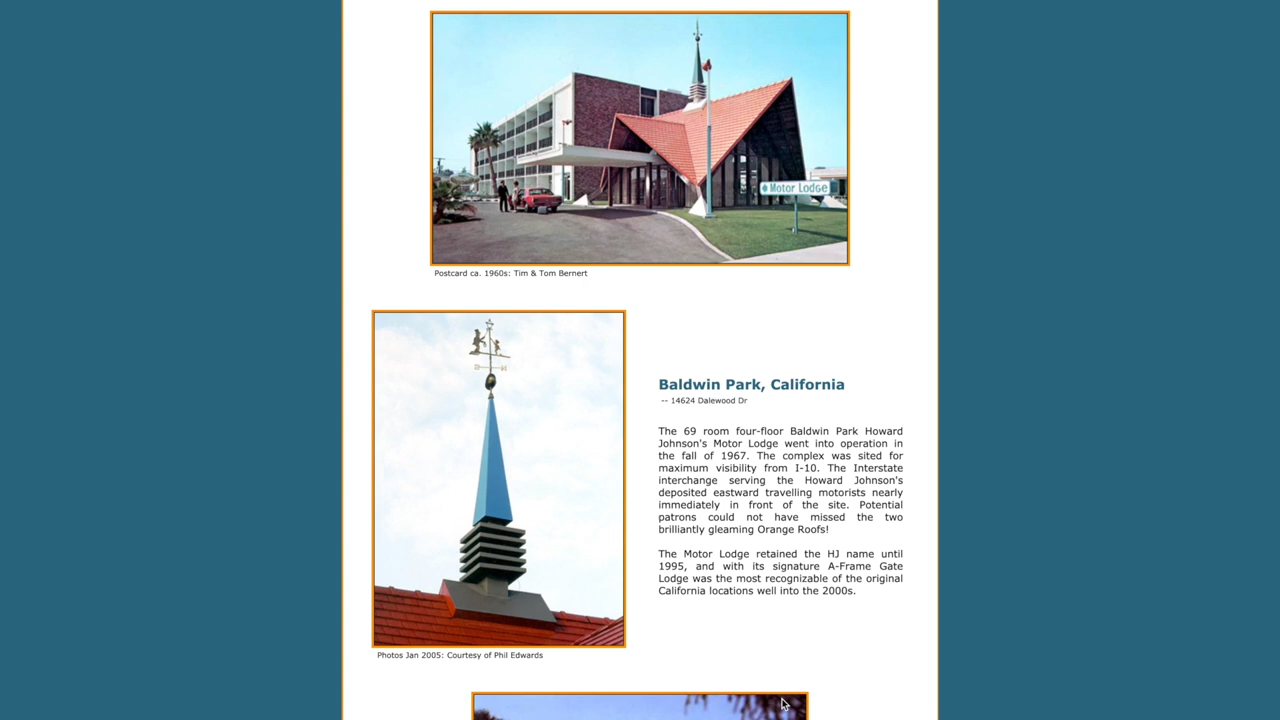 Motor Lodge
Postcard ca. 1960s: Tim & Tom Bernert
Baldwin Park, California
-- 14624 Dalewood Dr
The 69 room four-floor Baldwin Park Howard
Johnson's Motor Lodge went into operation in
the fall of 1967. The complex was sited for
maximum visibility from I-10. The Interstate
interchange serving the Howard Johnson's
deposited eastward travelling motorists nearly
immediately in front of the site. Potential
patrons could not have missed the two
brilliantly gleaming Orange Roofs!
The Motor Lodge retained the HJ name until
1995, and with its signature A-Frame Gate
Lodge was the most recognizable of the original
California locations well into the 2000s.
Photos Jan 2005: Courtesy of Phil Edwards